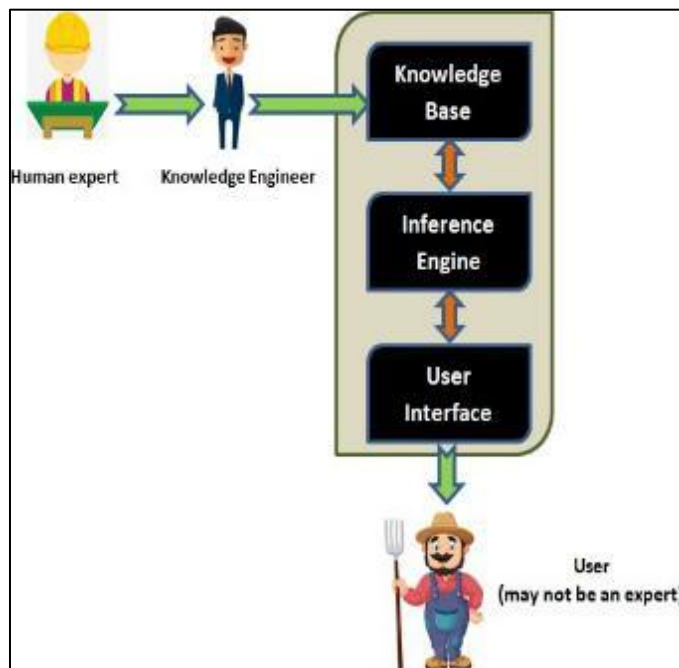 Human expert
Knowledge Engineer
Knowledge
Base
Inference
Engine
User
Interface
User
(may not be an expert)